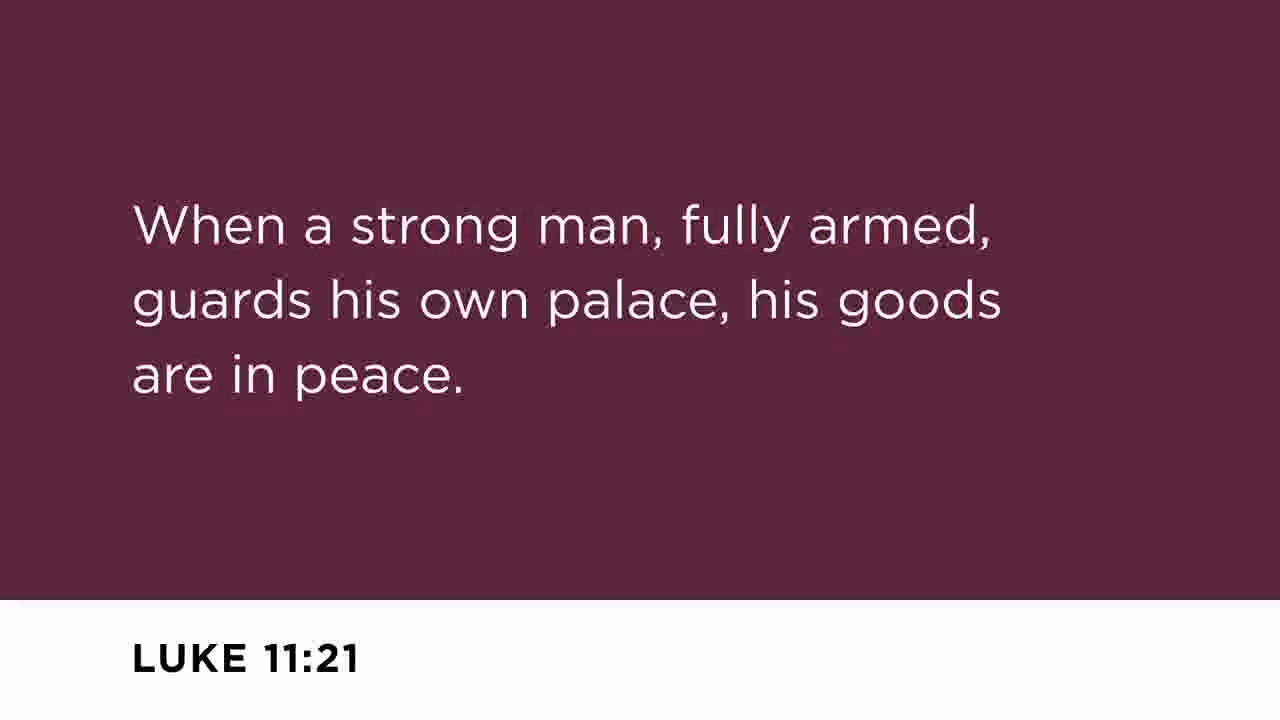 When a strong man, fully armed,
guards his own palace, his goods
are in peace.
LUKE 11:21